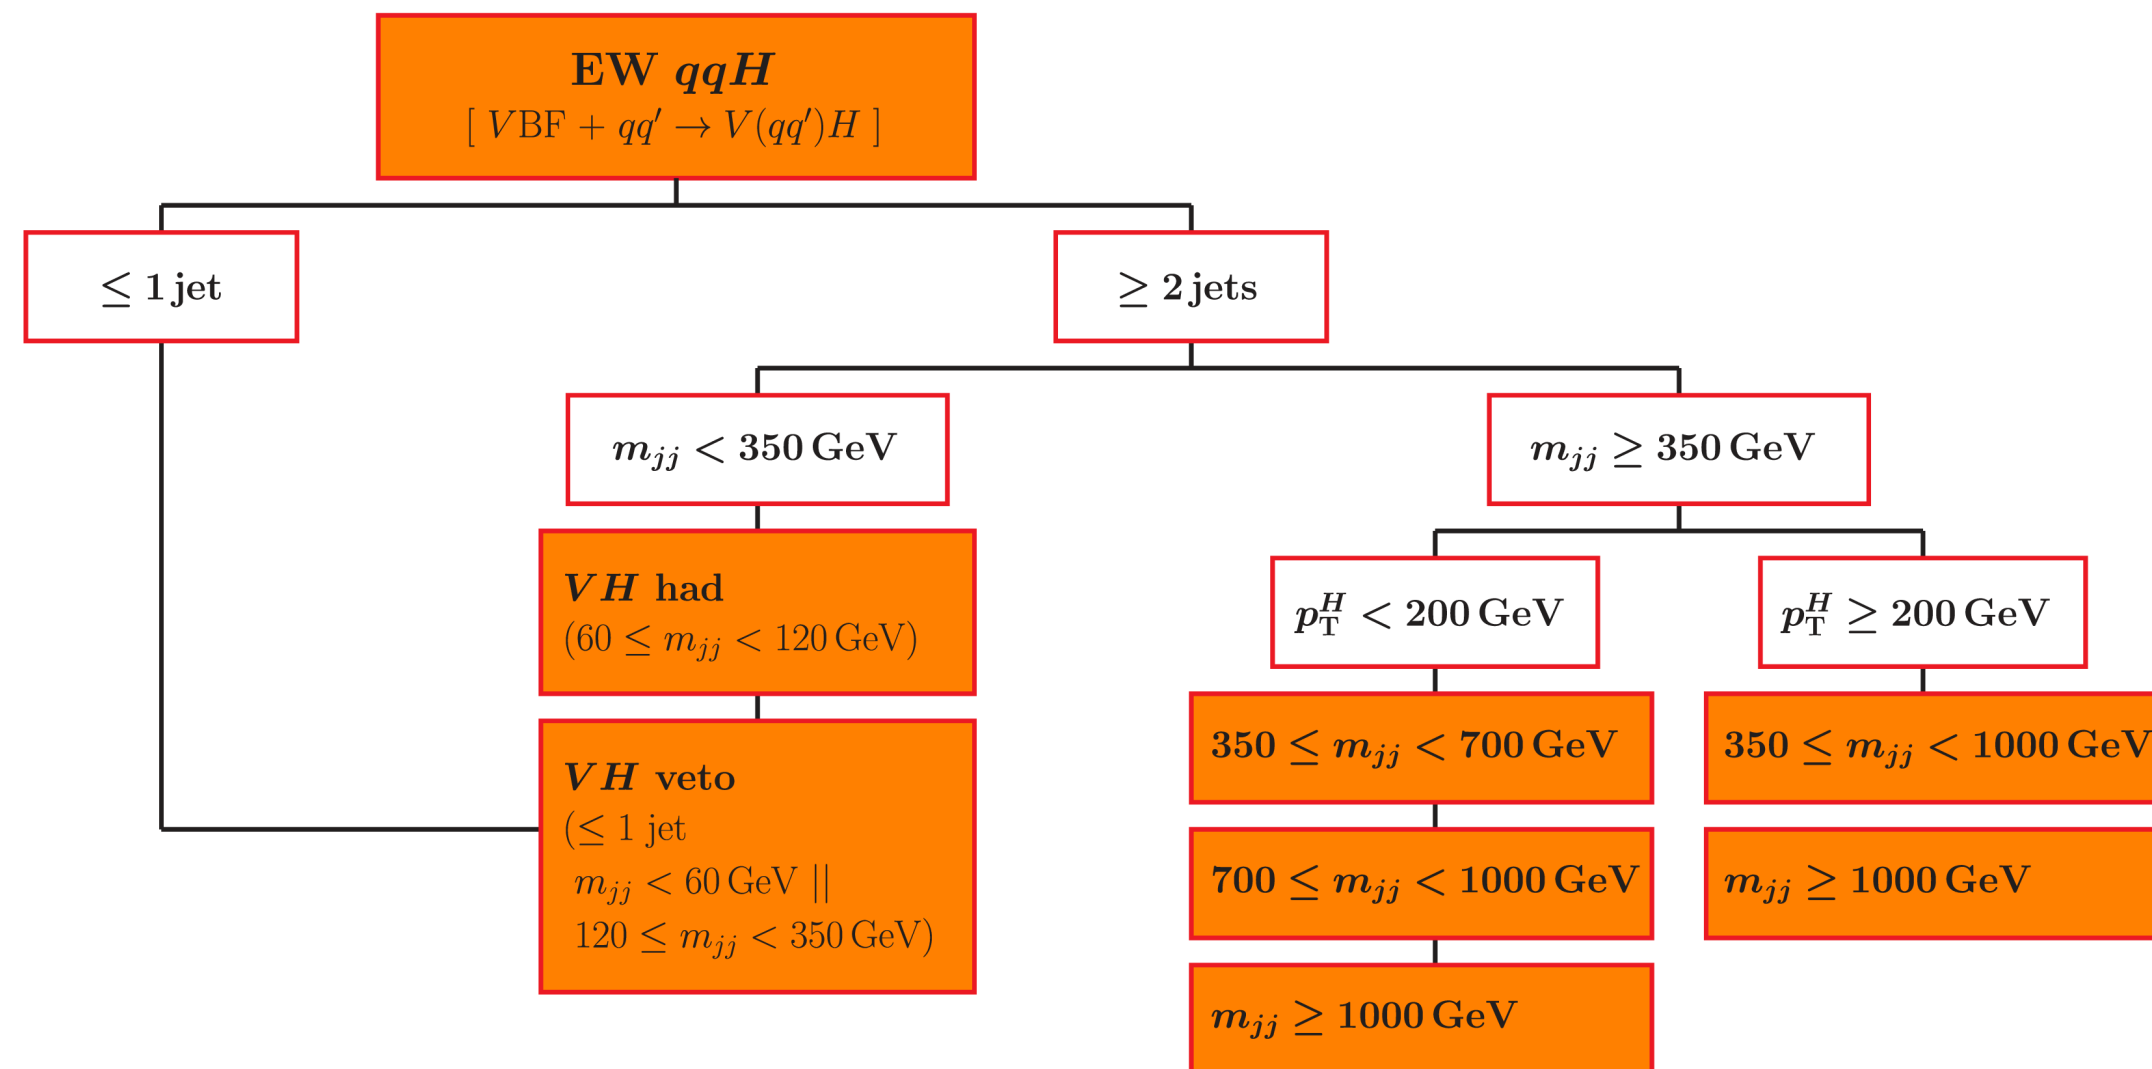 EW qqH
[ VBF + qq′ → V(qq′)H ]
≤ 1 jet
≥ 2 jets
m_jj < 350 GeV
m_jj ≥ 350 GeV
VH had
(60 ≤ m_jj < 120 GeV)
VH veto
(≤ 1 jet
m_jj < 60 GeV ||
120 ≤ m_jj < 350 GeV)
p_T^H < 200 GeV
p_T^H ≥ 200 GeV
350 ≤ m_jj < 700 GeV
700 ≤ m_jj < 1000 GeV
m_jj ≥ 1000 GeV
350 ≤ m_jj < 1000 GeV
m_jj ≥ 1000 GeV